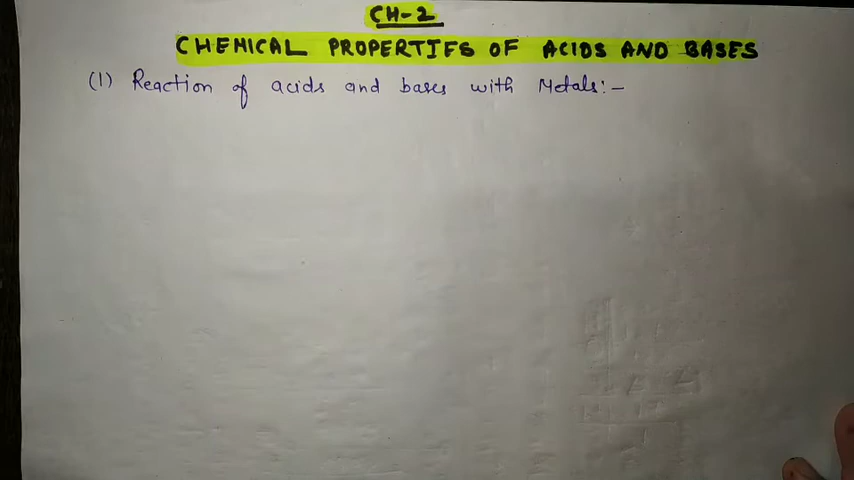 CH-2
CHEMICAL PROPERTIES OF ACIDS AND BASES
(1) Reaction of acids and bases with Metals:-